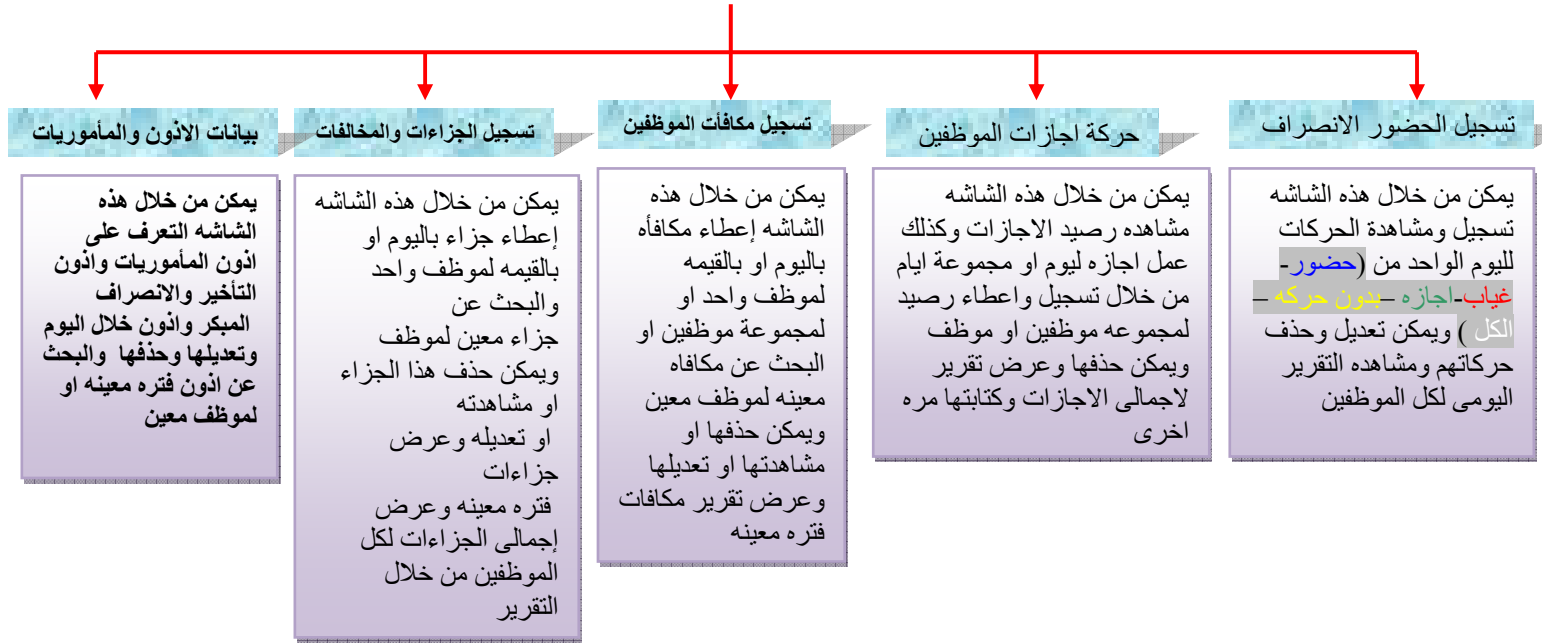 تسجيل الحضور الانصراف
يمكن من خلال هذه الشاشه
تسجيل ومشاهدة الحركات
لليوم الواحد من (حضور-
غياب-اجازه –بدون حركه –
الكل ) ويمكن تعديل وحذف
حركاتهم ومشاهده التقرير
اليومى لكل الموظفين
حركة اجازات الموظفين
يمكن من خلال هذه الشاشه
مشاهده رصيد الاجازات وكذلك
عمل اجازه ليوم او مجموعة ايام
من خلال تسجيل واعطاء رصيد
لمجموعه موظفين او موظف
ويمكن حذفها وعرض تقرير
لاجمالى الاجازات وكتابتها مره
اخرى
تسجيل مكافأت الموظفين
يمكن من خلال هذه
الشاشه إعطاء مكافأه
باليوم او بالقيمه
لموظف واحد او
لمجموعة موظفين او
البحث عن مكافاه
معينه لموظف معين
ويمكن حذفها او
مشاهدتها او تعديلها
وعرض تقرير مكافات
فتره معينه
تسجيل الجزاءات والمخالفات
يمكن من خلال هذه الشاشه
إعطاء جزاء باليوم او
بالقيمه لموظف واحد
والبحث عن
جزاء معين لموظف
ويمكن حذف هذا الجزاء
او مشاهدته
او تعديله وعرض
جزاءات
فتره معينه وعرض
إجمالى الجزاءات لكل
الموظفين من خلال
التقرير
بيانات الاذون والمأموريات
يمكن من خلال هذه
الشاشه التعرف على
اذون المأموريات واذون
التأخير والانصراف
المبكر واذون خلال اليوم
وتعديلها وحذفها والبحث
عن اذون فتره معينه او
لموظف معين